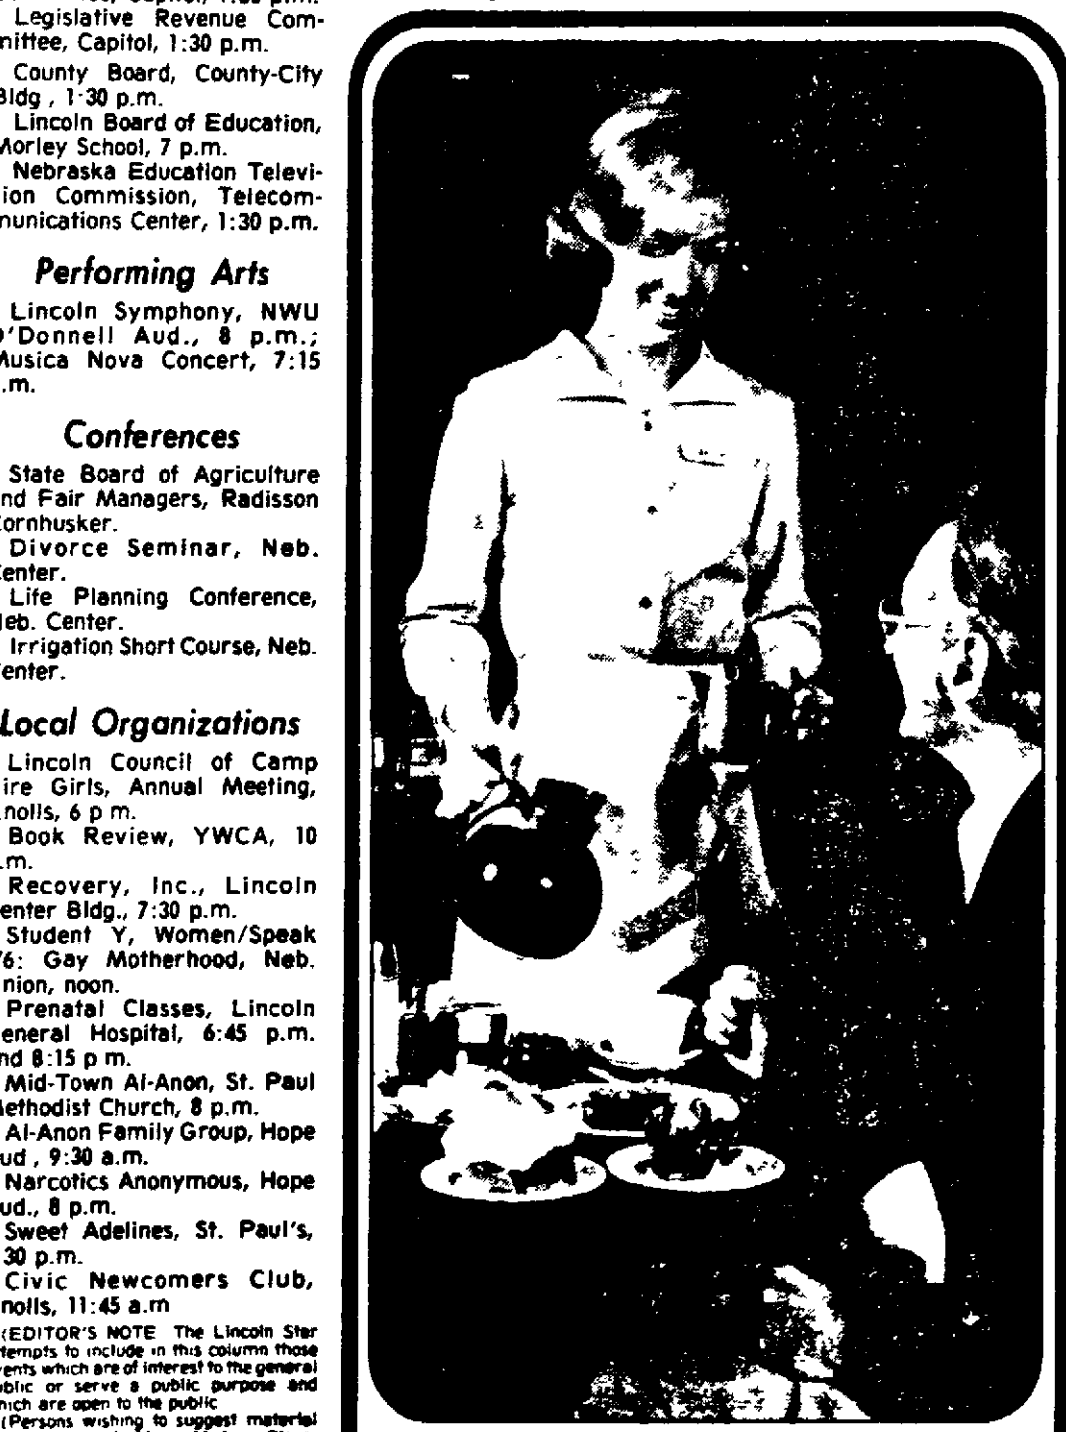 Legislative Revenue Com-
mittee, Capitol, 1:30 p.m.
County Board, County-City
Bldg , 1·30 p.m.
Lincoln Board of Education,
Morley School, 7 p.m.
Nebraska Education Televi-
ion Commission, Telecom-
munications Center, 1:30 p.m.
Performing Arts
Lincoln Symphony, NWU
O'Donnell Aud., 8 p.m.;
Musica Nova Concert, 7:15
.m.
Conferences
State Board of Agriculture
nd Fair Managers, Radisson
Cornhusker.
Divorce Seminar, Neb.
Center.
Life Planning Conference,
Neb. Center.
Irrigation Short Course, Neb.
enter.
Local Organizations
Lincoln Council of Camp
ire Girls, Annual Meeting,
nolls, 6 p m.
Book Review, YWCA, 10
.m.
Recovery, Inc., Lincoln
enter Bldg., 7:30 p.m.
Student Y, Women/Speak
76: Gay Motherhood, Neb.
nion, noon.
Prenatal Classes, Lincoln
eneral Hospital, 6:45 p.m.
nd 8:15 p m.
Mid-Town Al-Anon, St. Paul
Methodist Church, 8 p.m.
Al-Anon Family Group, Hope
ud , 9:30 a.m.
Narcotics Anonymous, Hope
ud., 8 p.m.
Sweet Adelines, St. Paul's,
30 p.m.
Civic Newcomers Club,
nolls, 11:45 a.m
(EDITOR'S NOTE The Lincoln Star
tempts to include in this column those
vents which are of interest to the general
ublic or serve a public purpose and
hich are open to the public
(Persons wishing to suggest material